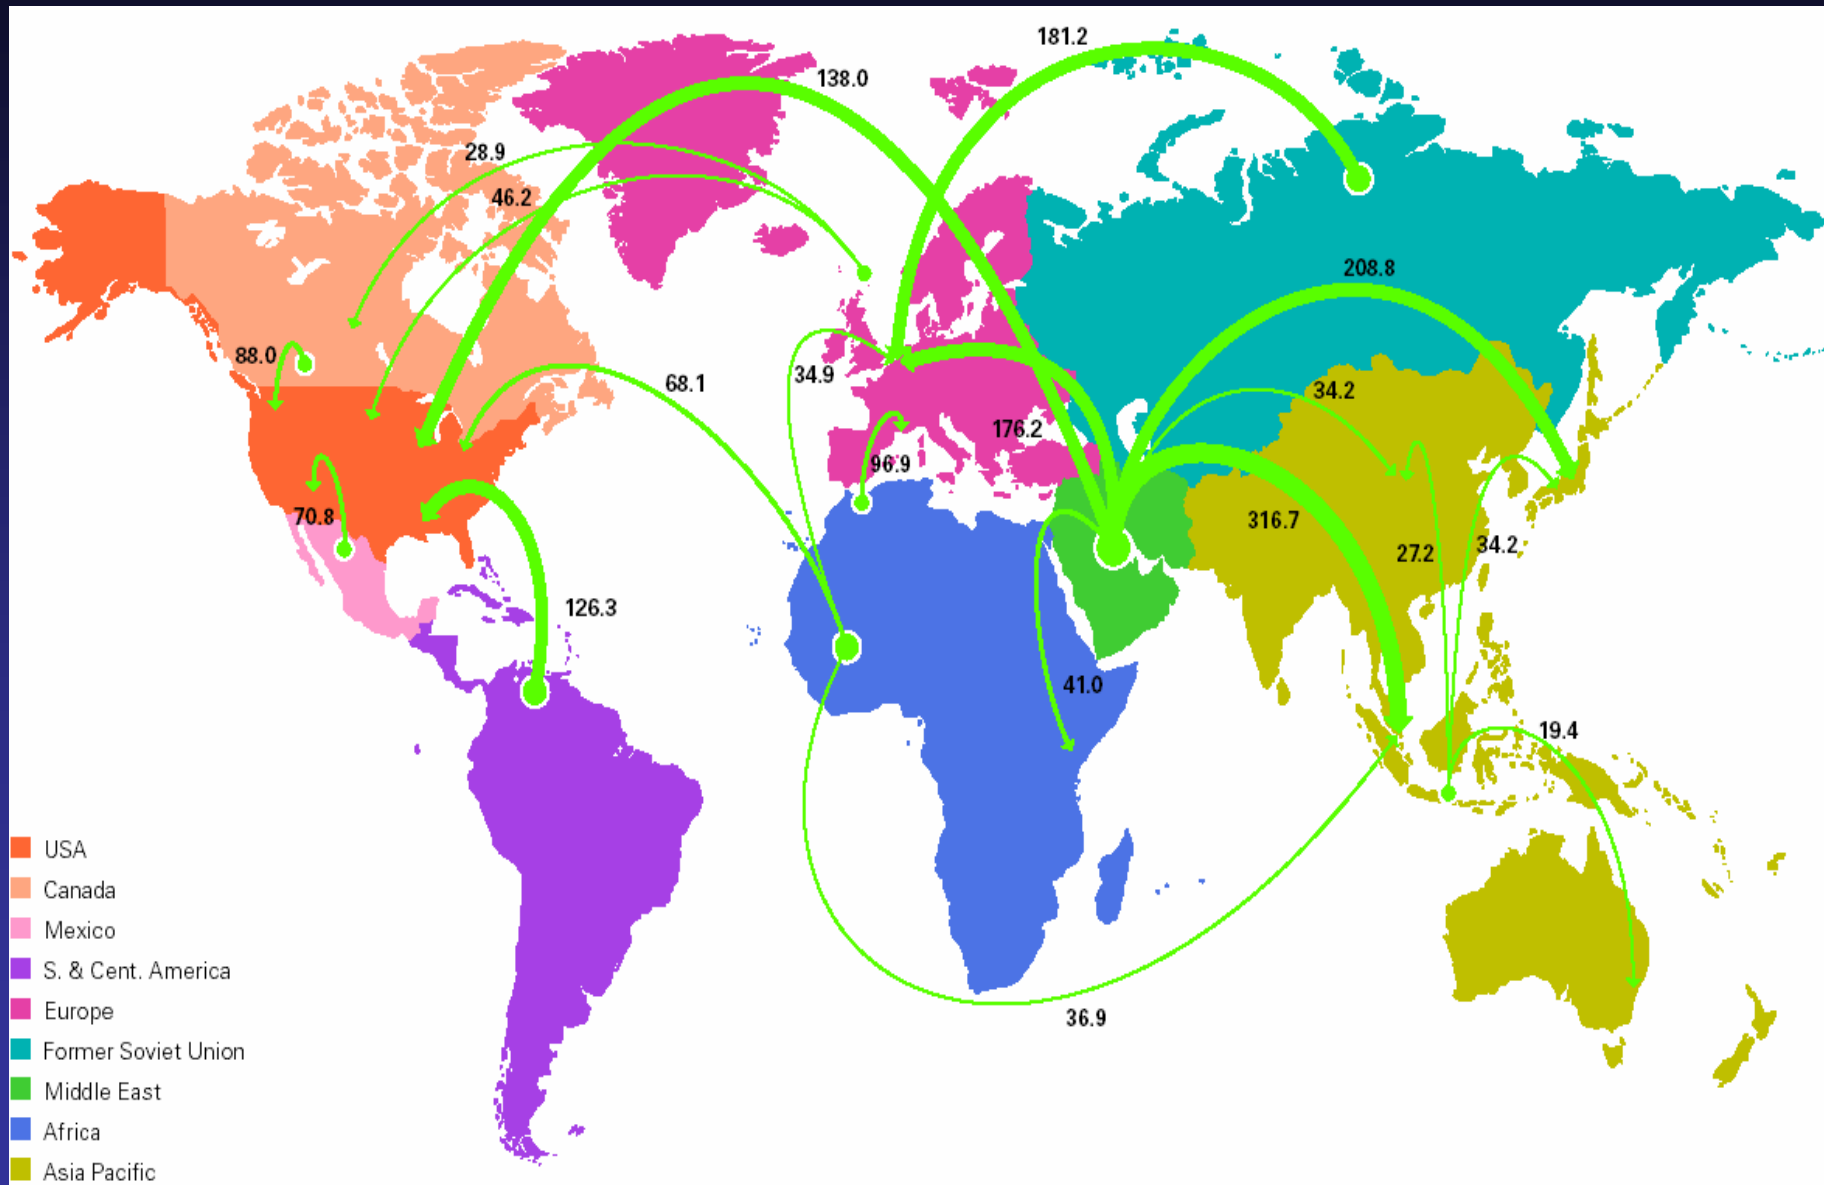 181.2
138.0
28.9
46.2
208.8
88.0
68.1
34.9
34.2
176.2
96.9
70.8
316.7
27.2
34.2
126.3
41.0
19.4
36.9
USA
Canada
Mexico
S. & Cent. America
Europe
Former Soviet Union
Middle East
Africa
Asia Pacific